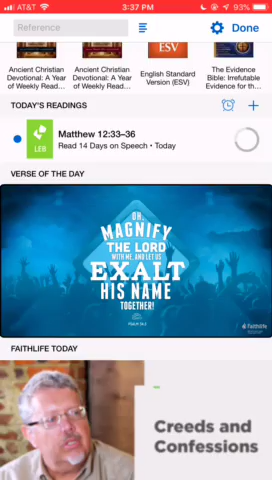 AT&T 3:37 PM 93%
Reference
Done
ESV
Ancient Christian Devotional: A Year of Weekly Read...
Ancient Christian Devotional: A Year of Weekly Read...
English Standard Version (ESV)
The Evidence Bible: Irrefutable Evidence for th...
TODAY'S READINGS
LEB
Matthew 12:33–36
Read 14 Days on Speech • Today
VERSE OF THE DAY
OH,
MAGNIFY
THE LORD
WITH ME, AND LET US
EXALT
HIS NAME
TOGETHER!
PSALM 34:3
Faithlife
FAITHLIFE TODAY
Creeds and
Confessions